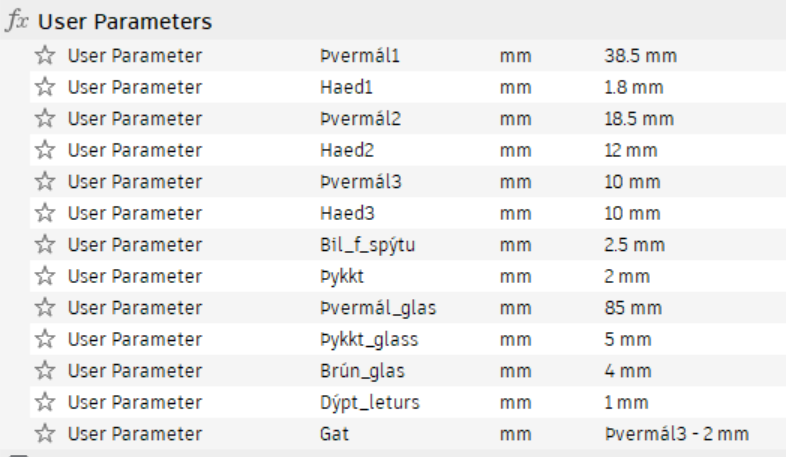 fx User Parameters
User Parameter Þvermál1 mm 38.5 mm
User Parameter Haed1 mm 1.8 mm
User Parameter Þvermál2 mm 18.5 mm
User Parameter Haed2 mm 12 mm
User Parameter Þvermál3 mm 10 mm
User Parameter Haed3 mm 10 mm
User Parameter Bil_f_spýtu mm 2.5 mm
User Parameter Þykkt mm 2 mm
User Parameter Þvermál_glas mm 85 mm
User Parameter Þykkt_glass mm 5 mm
User Parameter Brún_glas mm 4 mm
User Parameter Dýpt_leturs mm 1 mm
User Parameter Gat mm Þvermál3 - 2 mm